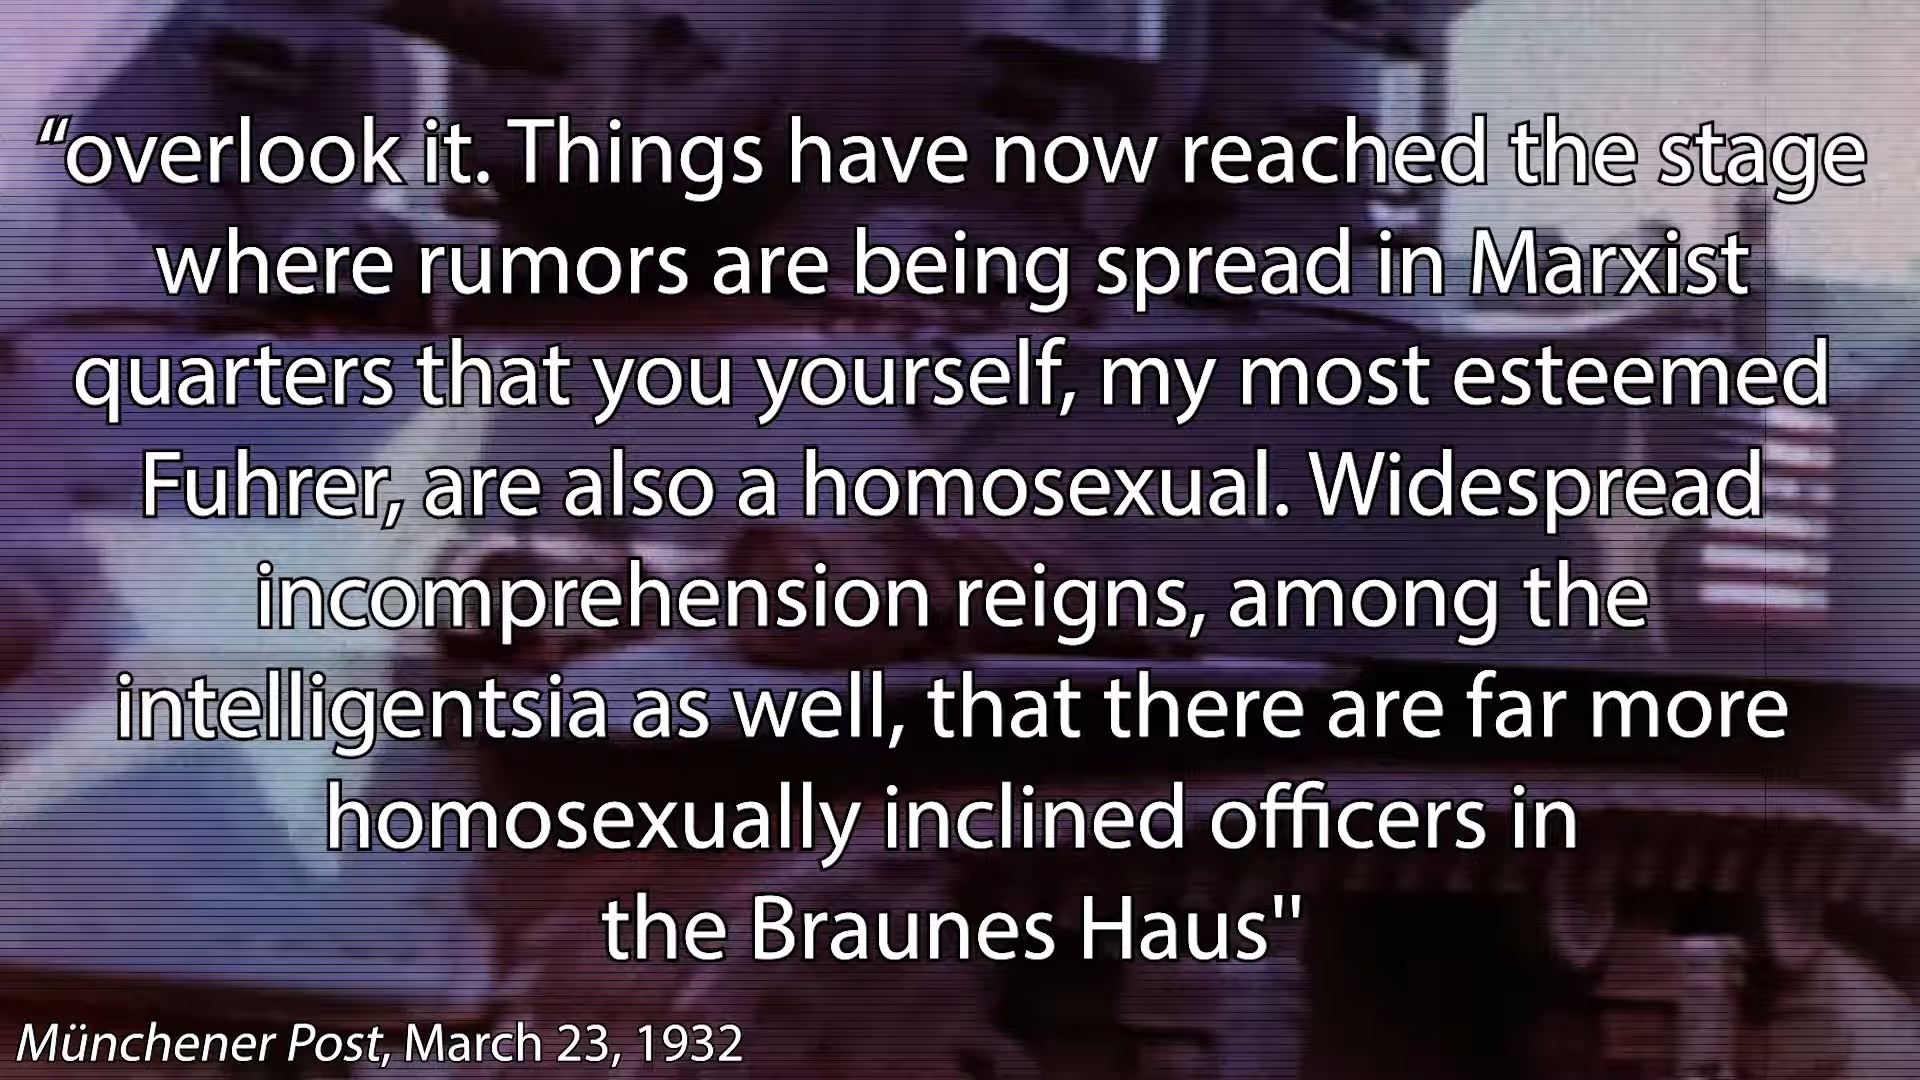 “overlook it. Things have now reached the stage
where rumors are being spread in Marxist
quarters that you yourself, my most esteemed
Fuhrer, are also a homosexual. Widespread
incomprehension reigns, among the
intelligentsia as well, that there are far more
homosexually inclined officers in
the Braunes Haus"
Münchener Post, March 23, 1932